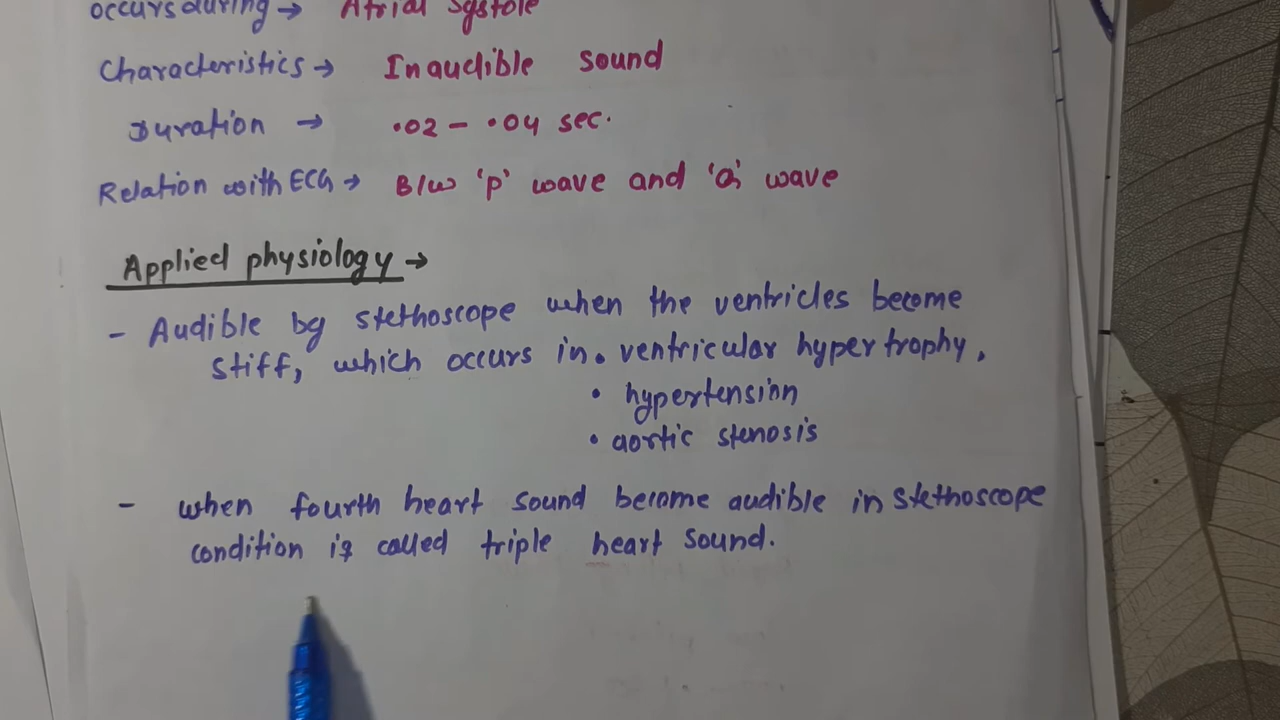 occurs during → Atrial systole
Characteristics → Inaudible sound
Duration → .02 – .04 sec.
Relation with ECG → B/w 'p' wave and 'Q' wave
Applied physiology →
- Audible by stethoscope when the ventricles become
stiff, which occurs in • ventricular hypertrophy,
• hypertension
• aortic stenosis
- when fourth heart sound become audible in stethoscope
condition is called triple heart sound.